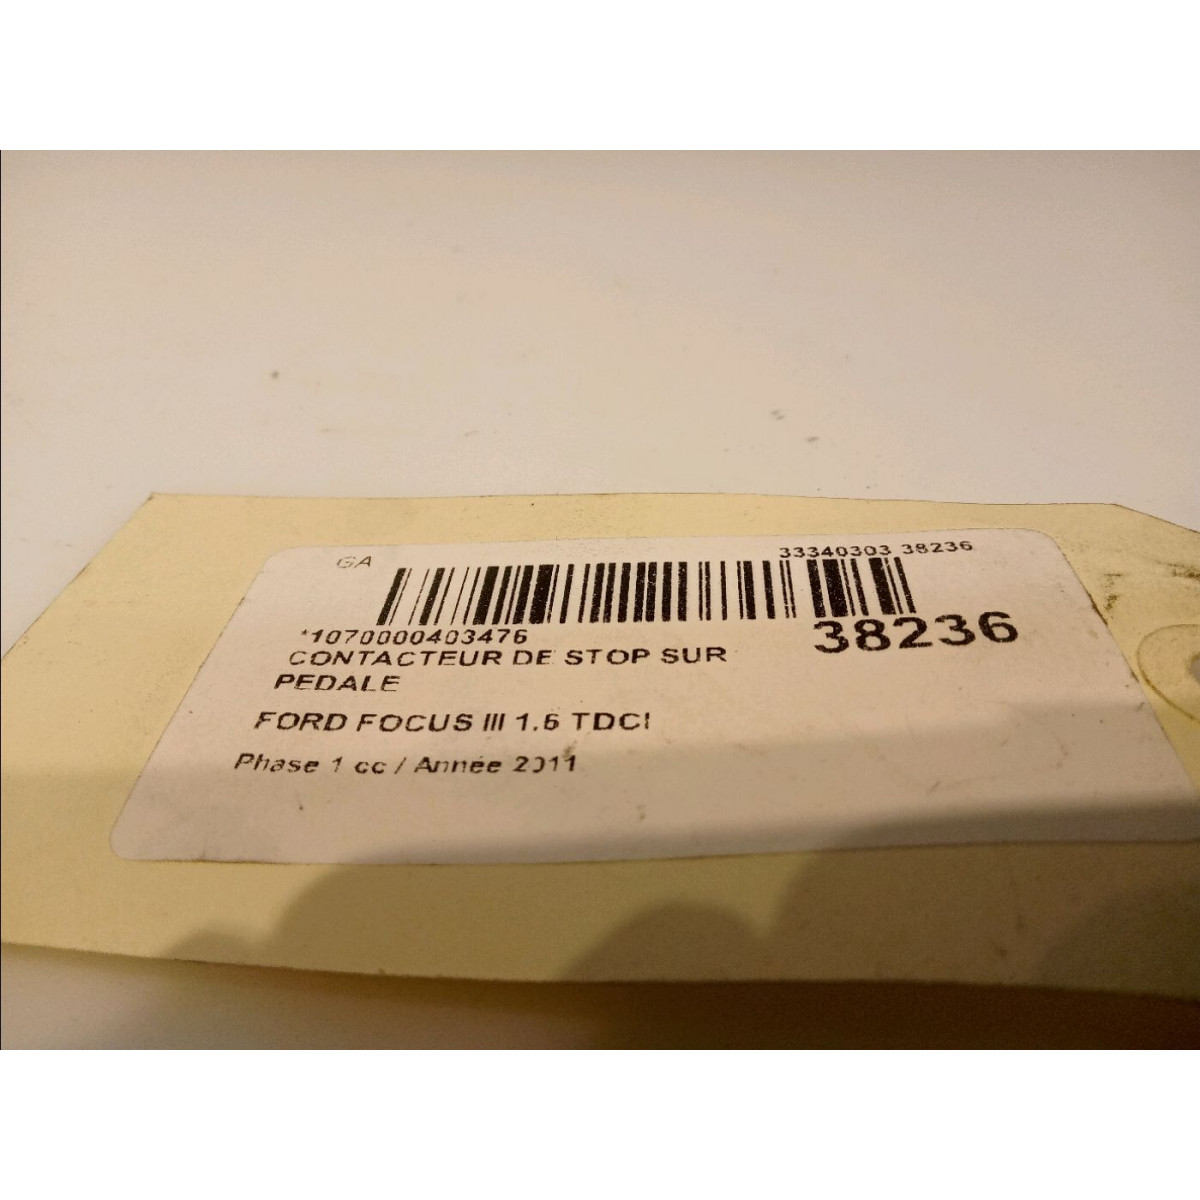 GA
33340303 38236
*1070000403476
38236
CONTACTEUR DE STOP SUR
PEDALE
FORD FOCUS III 1.6 TDCI
Phase 1 cc / Année 2011